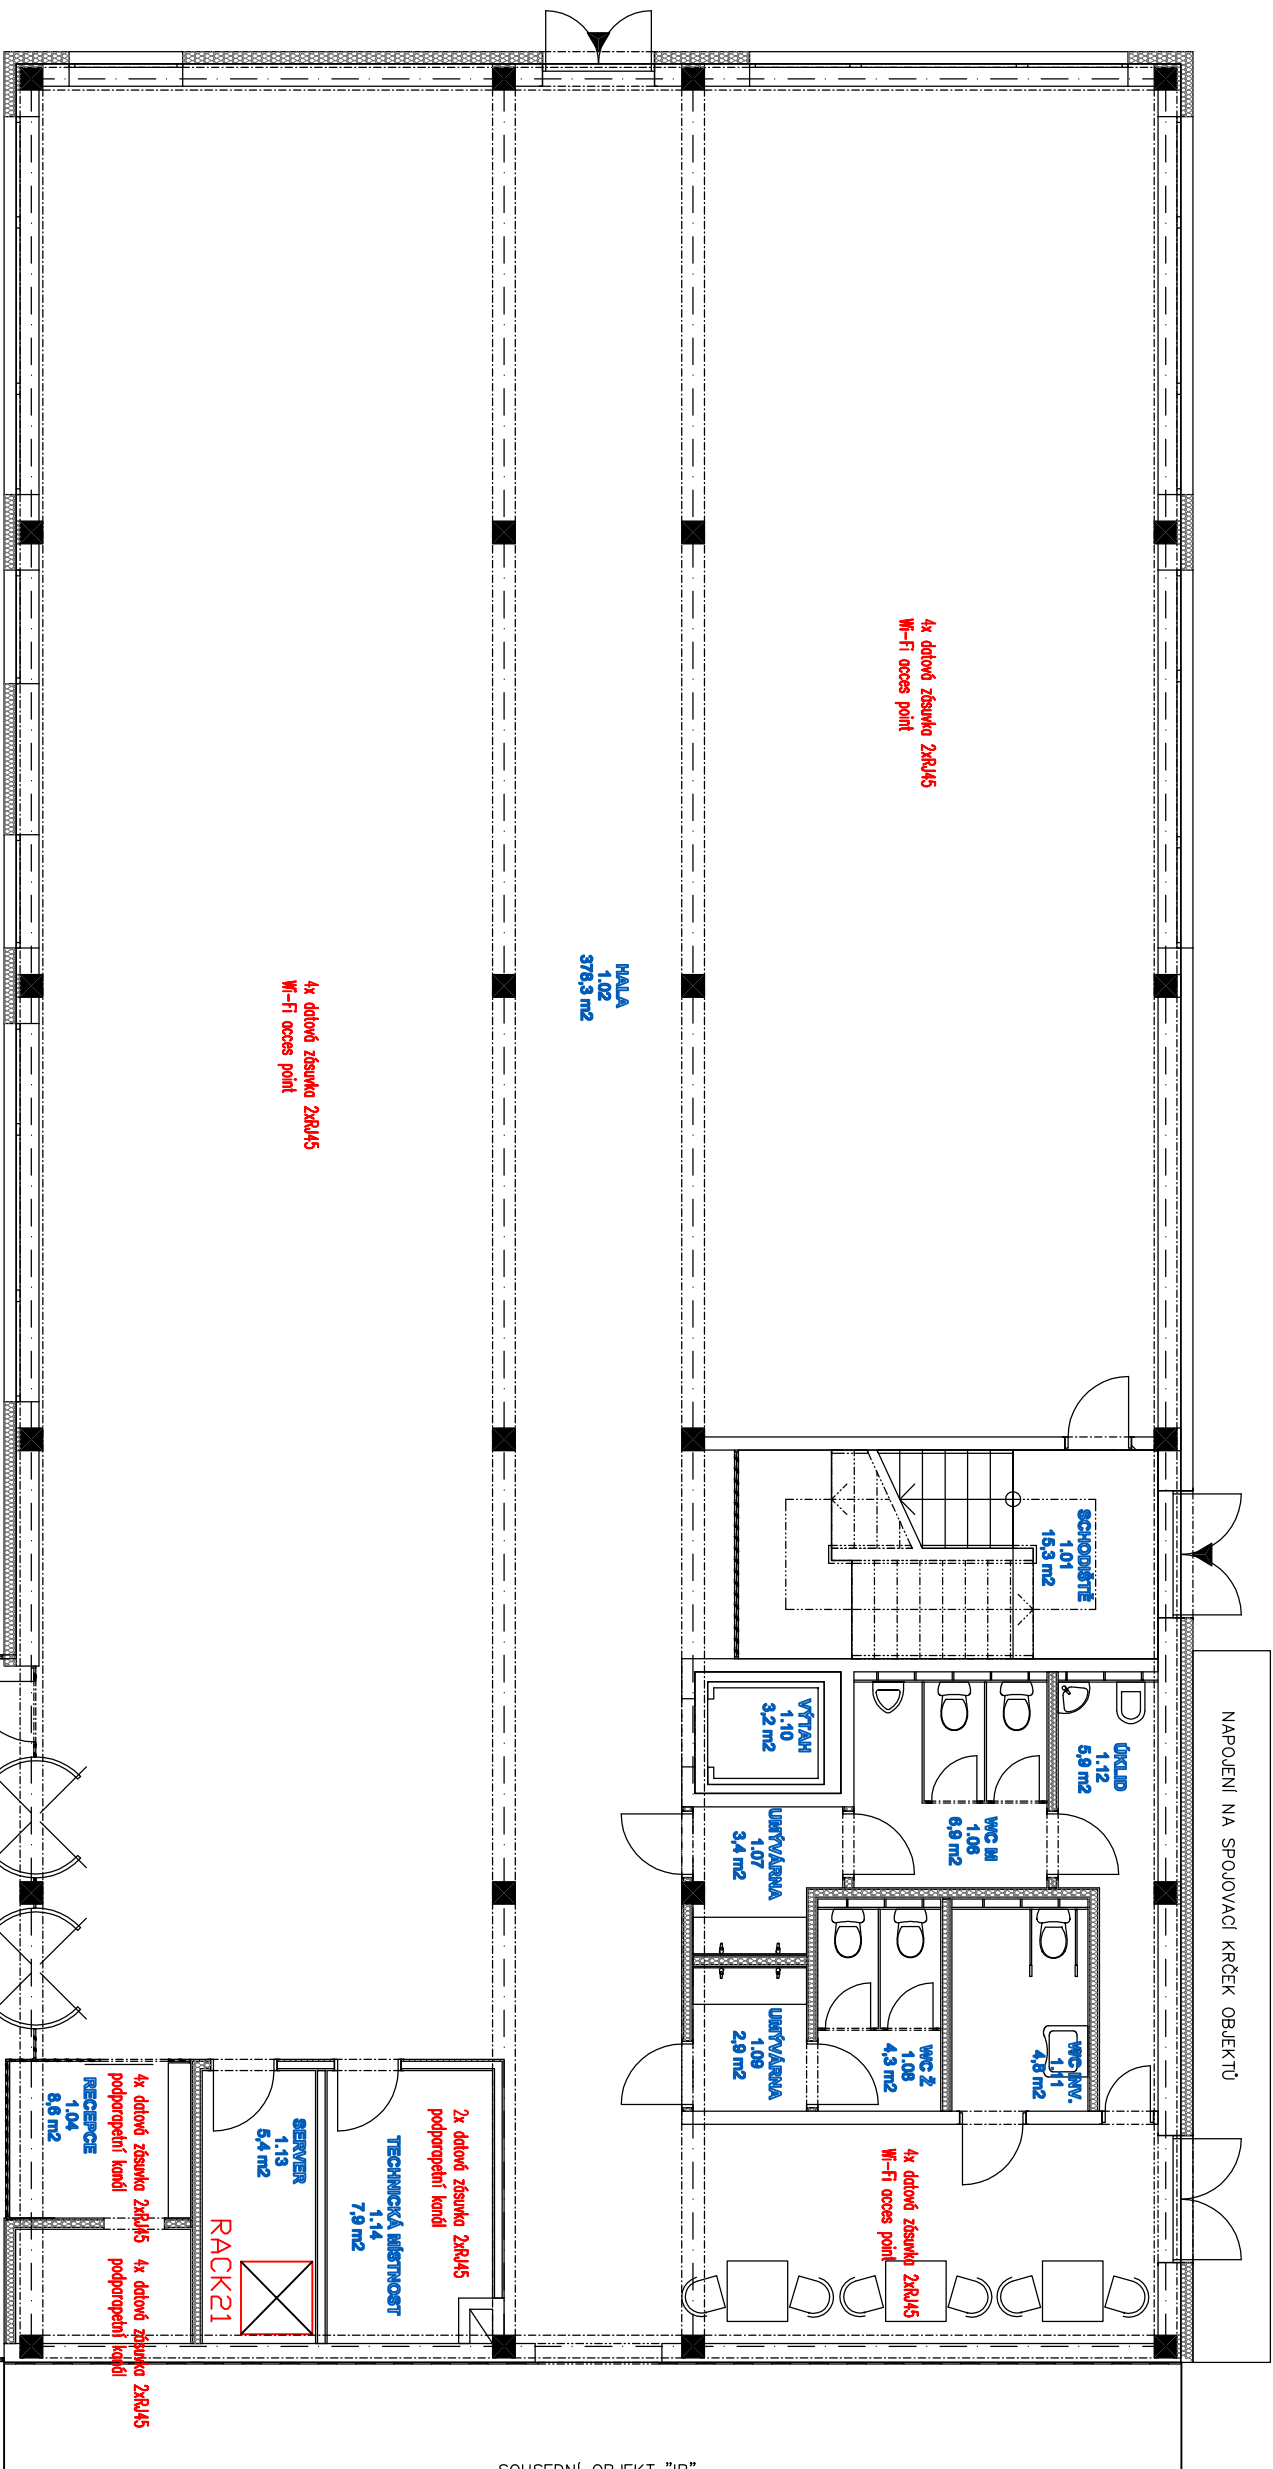 4x datová zásuvka 2xRJ45
Wi-Fi acces point
HALA
1.02
378,3 m2
4x datová zásuvka 2xRJ45
Wi-Fi acces point
SCHODIŠTĚ
1.01
15,3 m2
NAPOJENÍ NA SPOJOVACÍ KRČEK OBJEKTŮ
VÝTAH
1.10
3,2 m2
ÚKLID
1.12
5,9 m2
WC M
1.06
6,9 m2
UMÝVÁRNA
1.07
3,4 m2
WC INV.
1.11
4,8 m2
WC Ž
1.08
4,3 m2
UMÝVÁRNA
1.09
2,9 m2
4x datová zásuvka 2xRJ45
Wi-Fi acces point
2x datová zásuvka 2xRJ45
podparapetní kanál
TECHNICKÁ MÍSTNOST
1.14
7,9 m2
SERVER
1.13
5,4 m2
RACK21
4x datová zásuvka 2xRJ45
podparapetní kanál
RECEPCE
1.04
8,6 m2
4x datová zásuvka 2xRJ45
podparapetní kanál
SOUSEDNÍ OBJEKT "IB"